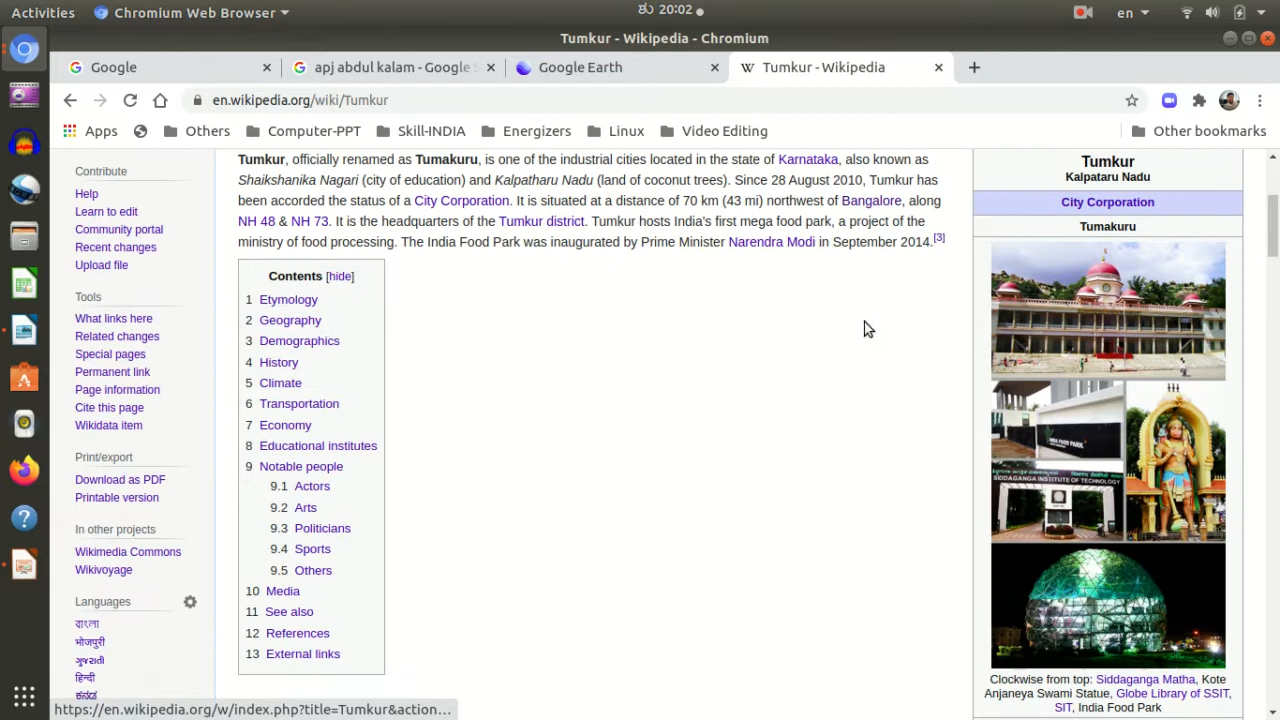 Activities Chromium Web Browser ಶು 20:02 en
Tumkur - Wikipedia - Chromium
Google apj abdul kalam - Google S Google Earth Tumkur - Wikipedia
en.wikipedia.org/wiki/Tumkur
Apps Others Computer-PPT Skill-INDIA Energizers Linux Video Editing Other bookmarks
Contribute
Help
Learn to edit
Community portal
Recent changes
Upload file
Tools
What links here
Related changes
Special pages
Permanent link
Page information
Cite this page
Wikidata item
Print/export
Download as PDF
Printable version
In other projects
Wikimedia Commons
Wikivoyage
Languages
বাংলা
भोजपुरी
ગુજરાતી
हिन्दी
ಕನ್ನಡ
Tumkur, officially renamed as Tumakuru, is one of the industrial cities located in the state of Karnataka, also known as
Shaikshanika Nagari (city of education) and Kalpatharu Nadu (land of coconut trees). Since 28 August 2010, Tumkur has
been accorded the status of a City Corporation. It is situated at a distance of 70 km (43 mi) northwest of Bangalore, along
NH 48 & NH 73. It is the headquarters of the Tumkur district. Tumkur hosts India's first mega food park, a project of the
ministry of food processing. The India Food Park was inaugurated by Prime Minister Narendra Modi in September 2014.[3]
Contents [hide]
1 Etymology
2 Geography
3 Demographics
4 History
5 Climate
6 Transportation
7 Economy
8 Educational institutes
9 Notable people
9.1 Actors
9.2 Arts
9.3 Politicians
9.4 Sports
9.5 Others
10 Media
11 See also
12 References
13 External links
Tumkur
Kalpataru Nadu
City Corporation
Tumakuru
INDIA FOOD PARK
SIDDAGANGA INSTITUTE OF TECHNOLOGY
Clockwise from top: Siddaganga Matha, Kote
Anjaneya Swami Statue, Globe Library of SSIT,
SIT, India Food Park
https://en.wikipedia.org/w/index.php?title=Tumkur&action...